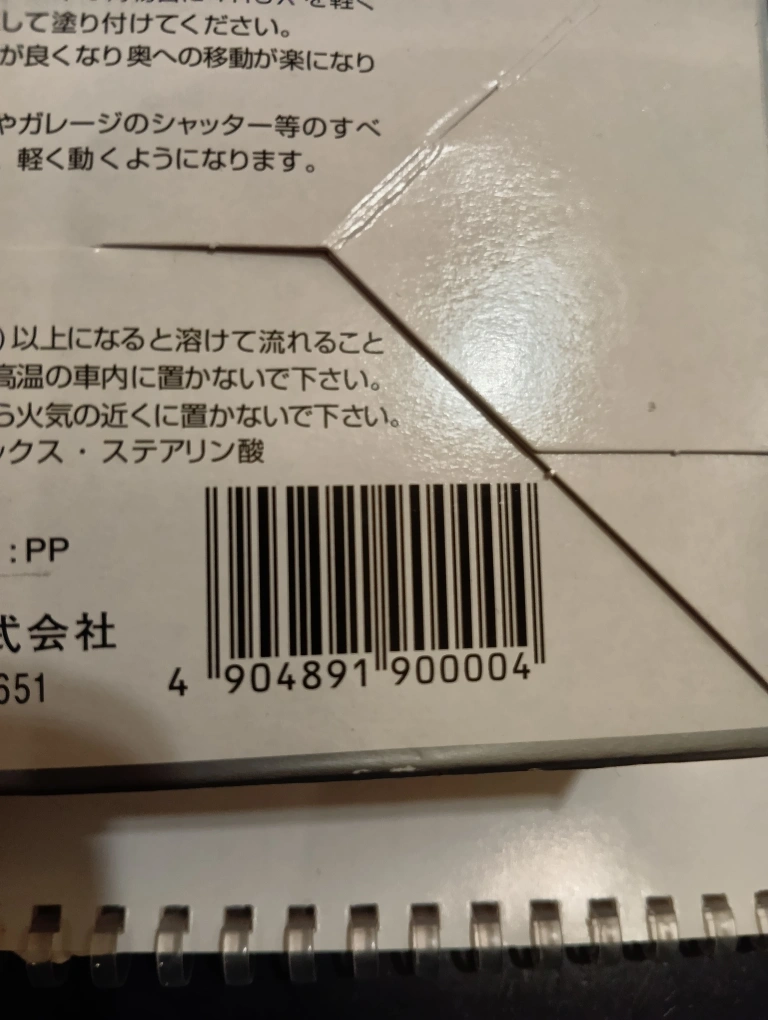 して塗り付けてください。
が良くなり奥への移動が楽になり
やガレージのシャッター等のすべ
軽く動くようになります。
)以上になると溶けて流れること
高温の車内に置かないで下さい。
ら火気の近くに置かないで下さい。
ックス・ステアリン酸
:PP
式会社
651
4 904891 900004